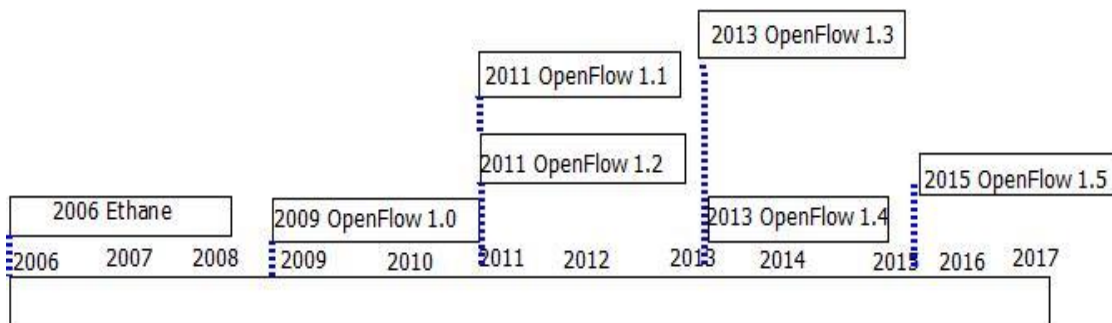 2013 OpenFlow 1.3
2011 OpenFlow 1.1
2011 OpenFlow 1.2
2015 OpenFlow 1.5
2006 Ethane
2009 OpenFlow 1.0
2013 OpenFlow 1.4
2006 2007 2008 2009 2010 2011 2012 2013 2014 2015 2016 2017